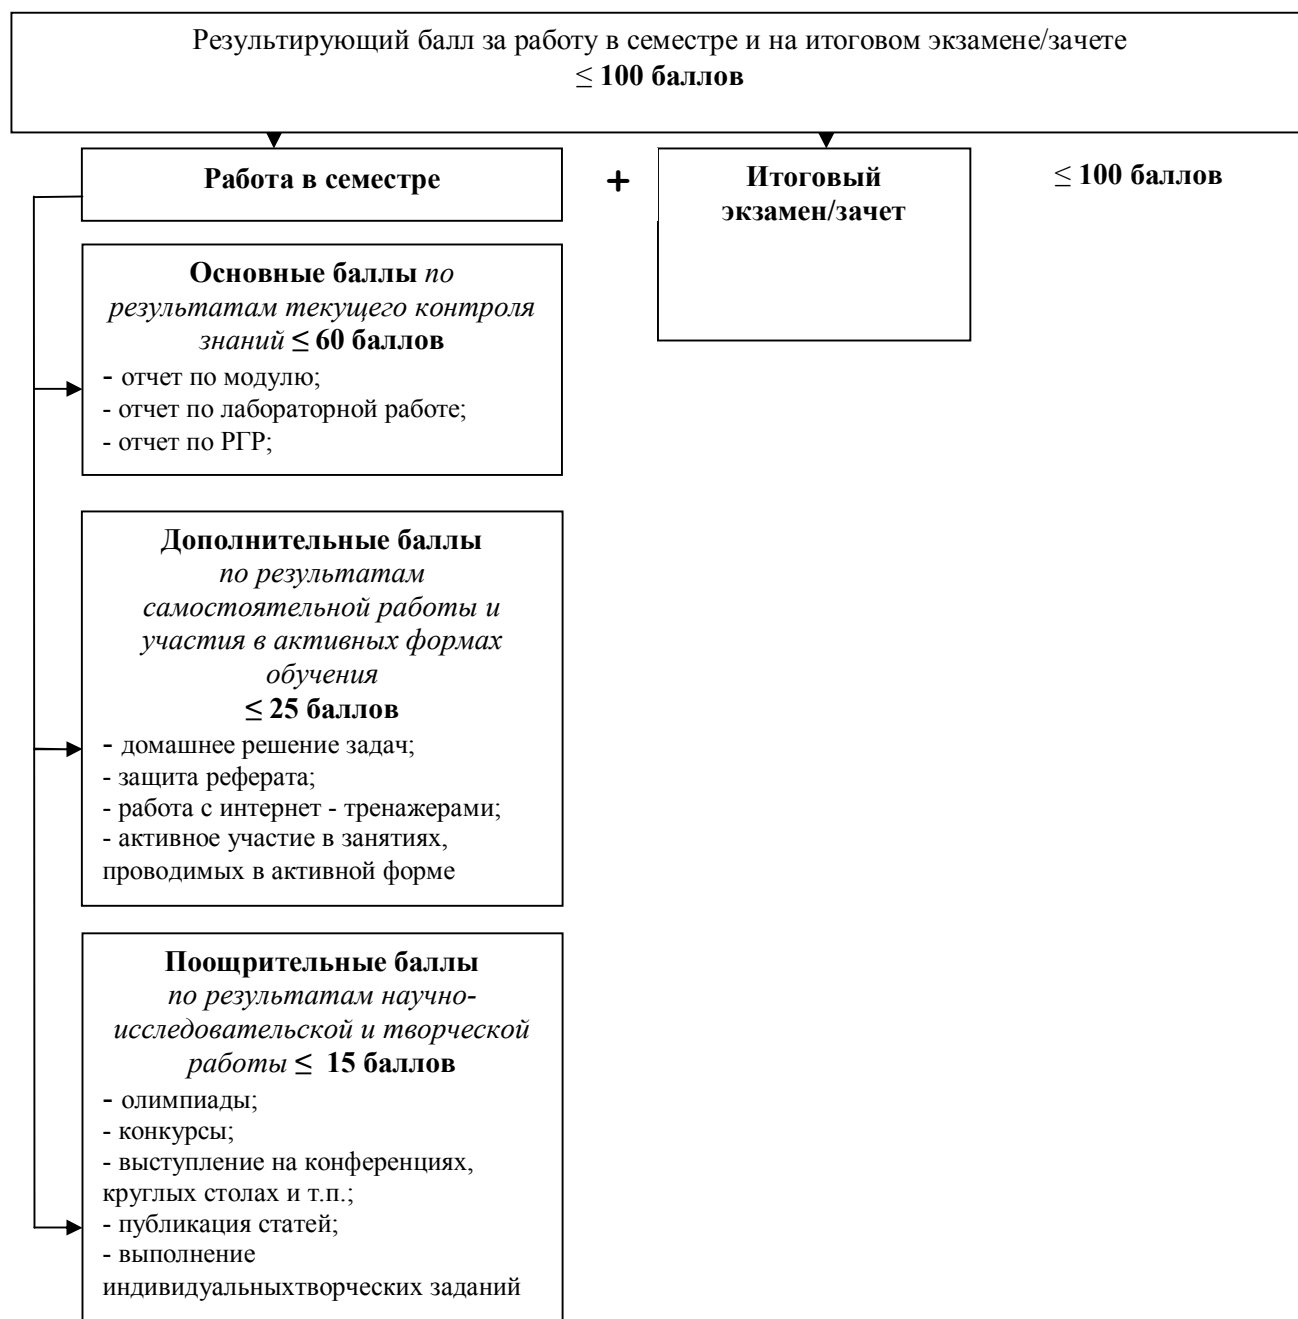 Результирующий балл за работу в семестре и на итоговом экзамене/зачете
≤ 100 баллов
Работа в семестре
+
Итоговый
экзамен/зачет
≤ 100 баллов
Основные баллы по
результатам текущего контроля
знаний ≤ 60 баллов
- отчет по модулю;
- отчет по лабораторной работе;
- отчет по РГР;
Дополнительные баллы
по результатам
самостоятельной работы и
участия в активных формах
обучения
≤ 25 баллов
- домашнее решение задач;
- защита реферата;
- работа с интернет - тренажерами;
- активное участие в занятиях,
проводимых в активной форме
Поощрительные баллы
по результатам научно-
исследовательской и творческой
работы ≤ 15 баллов
- олимпиады;
- конкурсы;
- выступление на конференциях,
круглых столах и т.п.;
- публикация статей;
- выполнение
индивидуальныхтворческих заданий